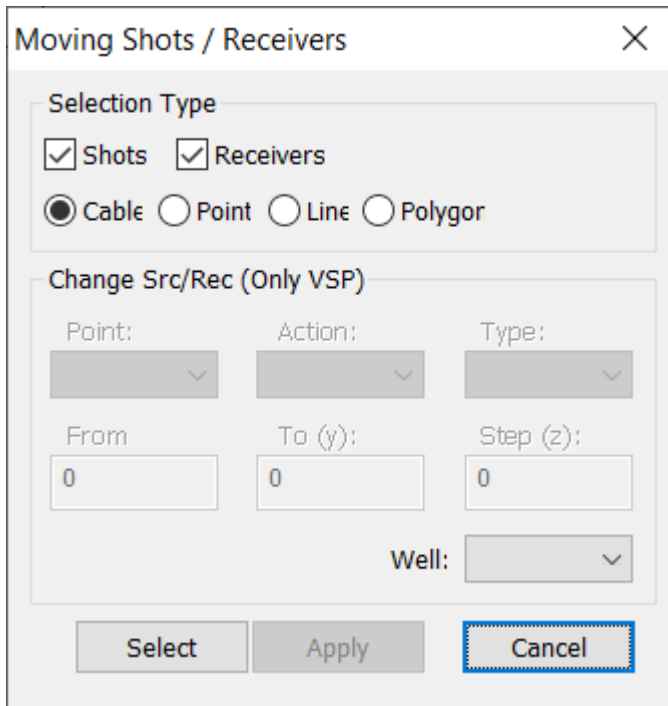 Moving Shots / Receivers
Selection Type
Shots Receivers
Cable Point Line Polygor
Change Src/Rec (Only VSP)
Point: Action: Type:
From To (y): Step (z):
0 0 0
Well:
Select Apply Cancel